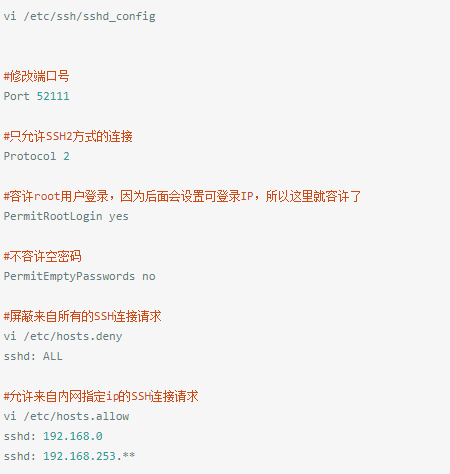 vi /etc/ssh/sshd_config
#修改端口号
Port 52111
#只允许SSH2方式的连接
Protocol 2
#容许root用户登录，因为后面会设置可登录IP，所以这里就容许了
PermitRootLogin yes
#不容许空密码
PermitEmptyPasswords no
#屏蔽来自所有的SSH连接请求
vi /etc/hosts.deny
sshd: ALL
#允许来自内网指定ip的SSH连接请求
vi /etc/hosts.allow
sshd: 192.168.0
sshd: 192.168.253.**